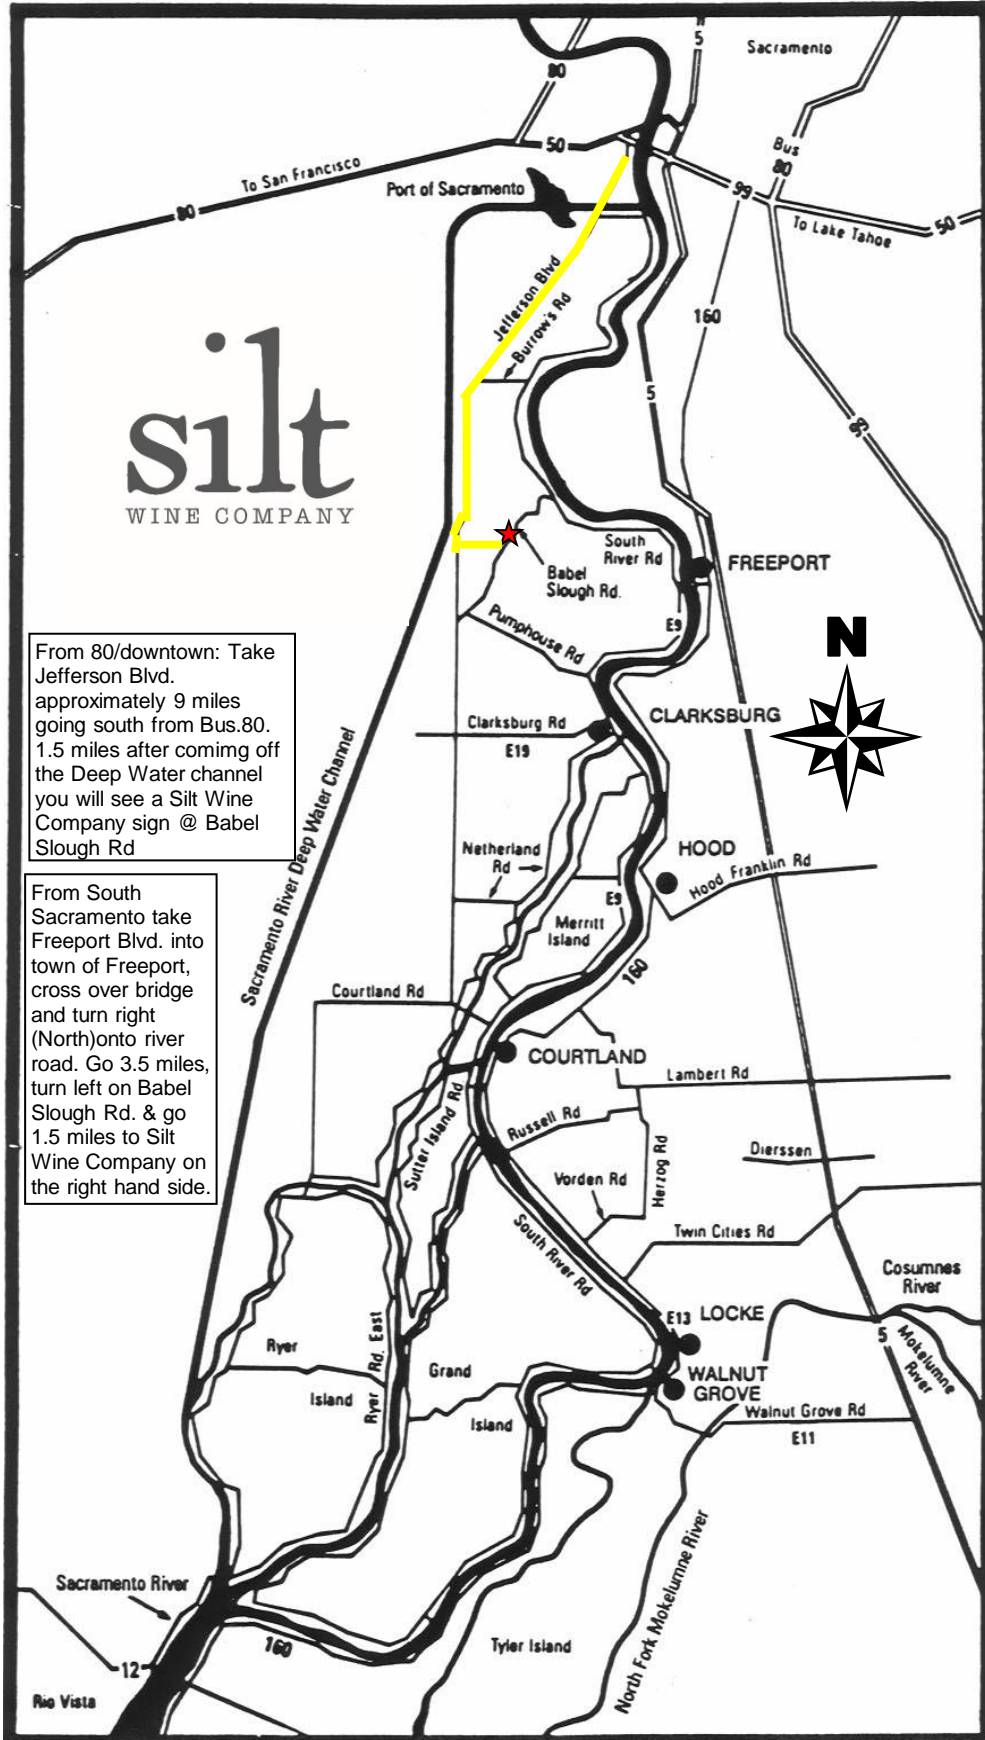 5
Sacramento
80
50
Bus
80
To San Francisco
Port of Sacramento
99
80
To Lake Tahoe
50
Jefferson Blvd
Burrow's Rd
160
5
99
silt
WINE COMPANY
South
River Rd
FREEPORT
Babel
Slough Rd.
Pumphouse Rd
E9
N
From 80/downtown: Take
Jefferson Blvd.
approximately 9 miles
going south from Bus.80.
1.5 miles after comimg off
the Deep Water channel
you will see a Silt Wine
Company sign @ Babel
Slough Rd
CLARKSBURG
Clarksburg Rd
E19
Sacramento River Deep Water Channel
Netherland
Rd
HOOD
Hood Franklin Rd
E9
Merritt
Island
160
From South
Sacramento take
Freeport Blvd. into
town of Freeport,
cross over bridge
and turn right
(North)onto river
road. Go 3.5 miles,
turn left on Babel
Slough Rd. & go
1.5 miles to Silt
Wine Company on
the right hand side.
Courtland Rd
COURTLAND
Lambert Rd
Sutter Island Rd
Russell Rd
Herzog Rd
Dierssen
Vorden Rd
South River Rd
Twin Cities Rd
Cosumnes
River
E13 LOCKE
5
Mokelumne
River
Ryer
Island
Ryer Rd. East
Grand
Island
WALNUT
GROVE
Walnut Grove Rd
E11
Sacramento River
North Fork Mokelumne River
160
Tyler Island
12
Rio Vista